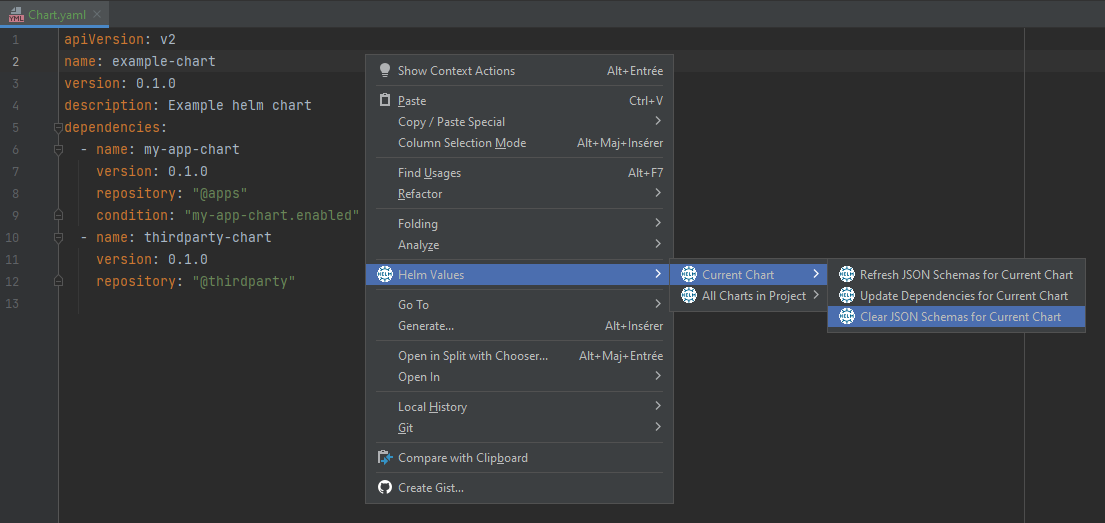 Chart.yaml
1 apiVersion: v2
2 name: example-chart
3 version: 0.1.0
4 description: Example helm chart
5 dependencies:
6 - name: my-app-chart
7 version: 0.1.0
8 repository: "@apps"
9 condition: "my-app-chart.enabled"
10 - name: thirdparty-chart
11 version: 0.1.0
12 repository: "@thirdparty"
13
Show Context Actions Alt+Entrée
Paste Ctrl+V
Copy / Paste Special
Column Selection Mode Alt+Maj+Insérer
Find Usages Alt+F7
Refactor
Folding
Analyze
Helm Values
Go To
Generate... Alt+Insérer
Open in Split with Chooser... Alt+Maj+Entrée
Open In
Local History
Git
Compare with Clipboard
Create Gist...
HELM Current Chart
HELM All Charts in Project
HELM Refresh JSON Schemas for Current Chart
HELM Update Dependencies for Current Chart
HELM Clear JSON Schemas for Current Chart